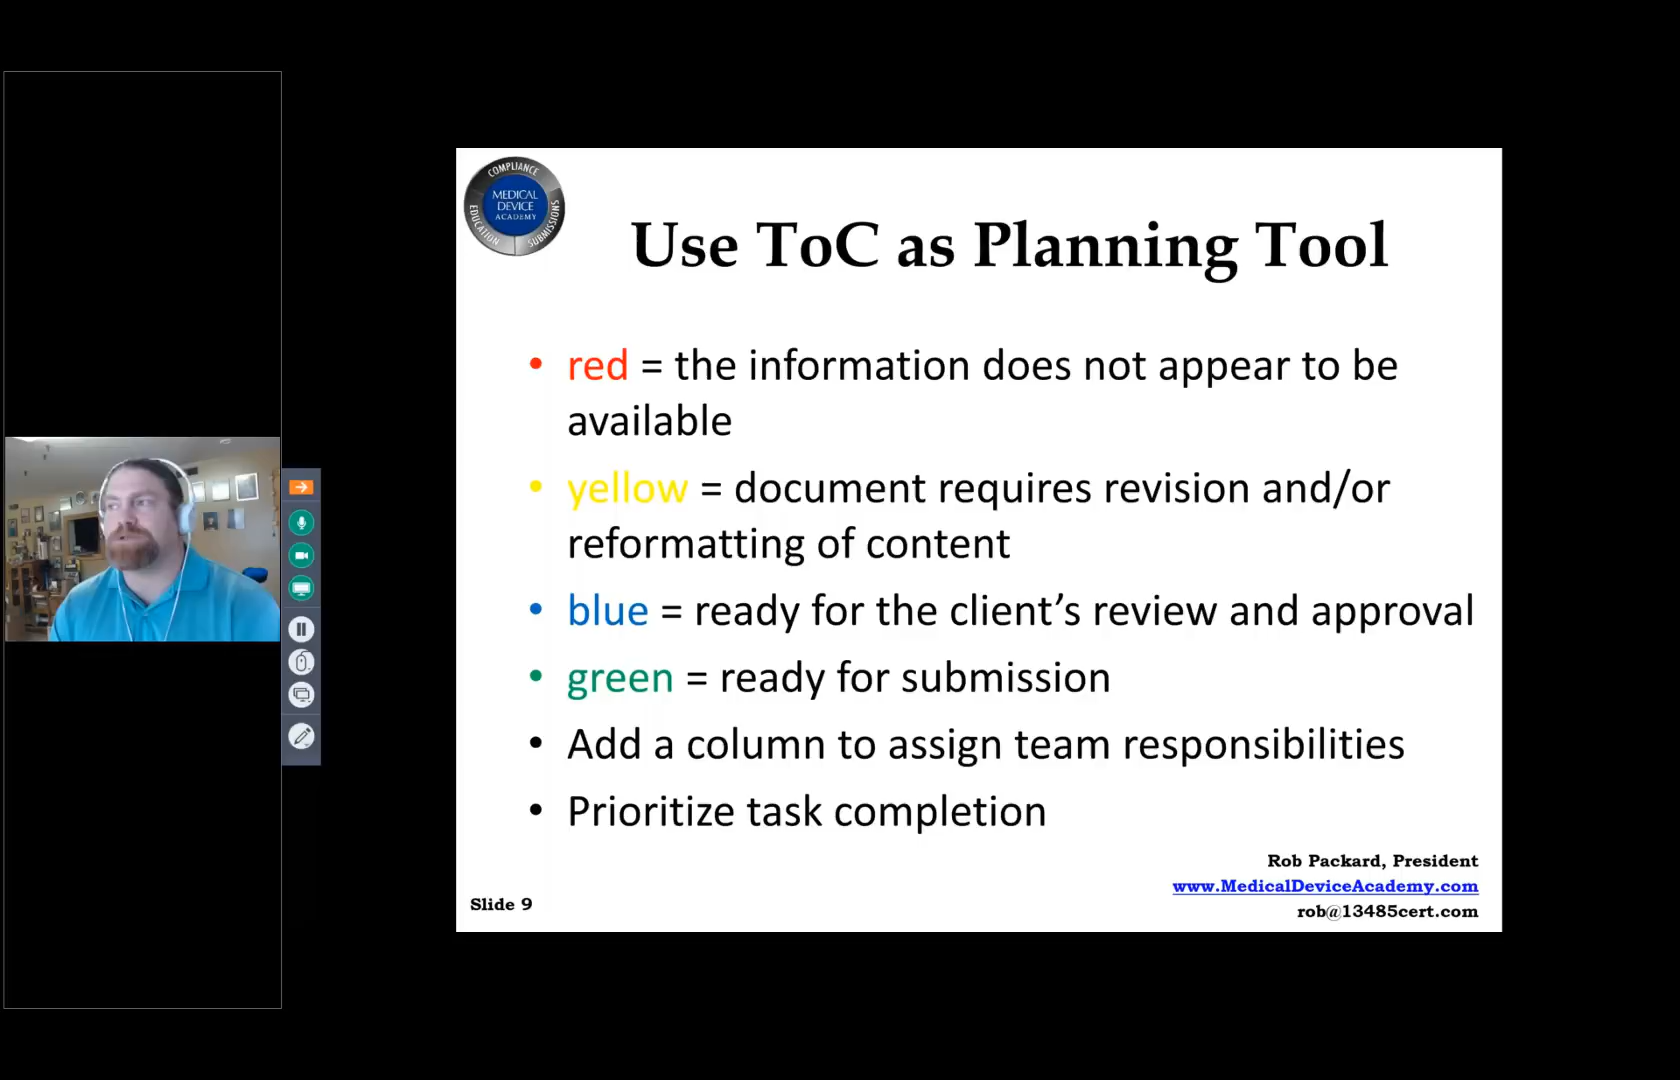 COMPLIANCE
MEDICAL
DEVICE
ACADEMY
EDUCATION
SUBMISSIONS
Use ToC as Planning Tool
• red = the information does not appear to be
available
• yellow = document requires revision and/or
reformatting of content
• blue = ready for the client’s review and approval
• green = ready for submission
• Add a column to assign team responsibilities
• Prioritize task completion
Rob Packard, President
www.MedicalDeviceAcademy.com
rob@13485cert.com
Slide 9